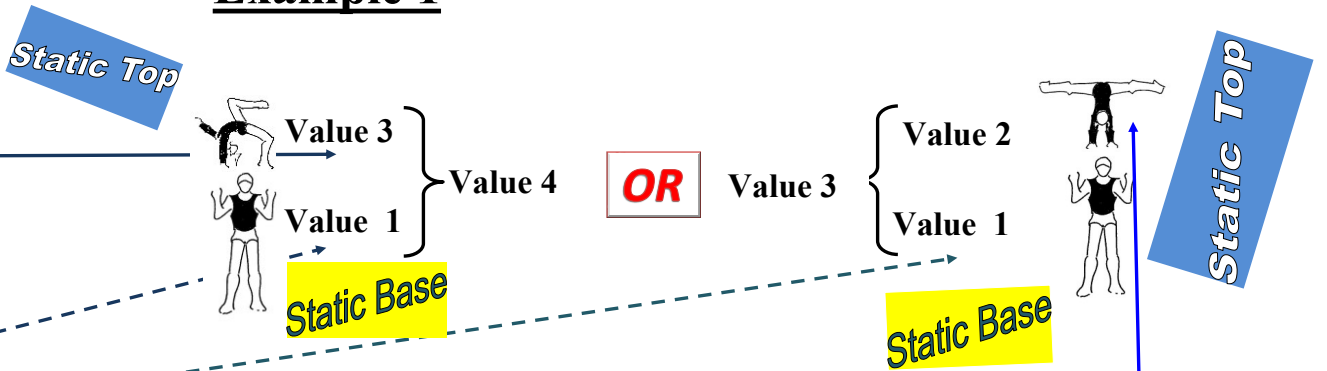 Example 1
Static Top
Value 3
Value 4
Value 1
Static Base
OR
Value 3
Value 2
Value 1
Static Base
Static Top